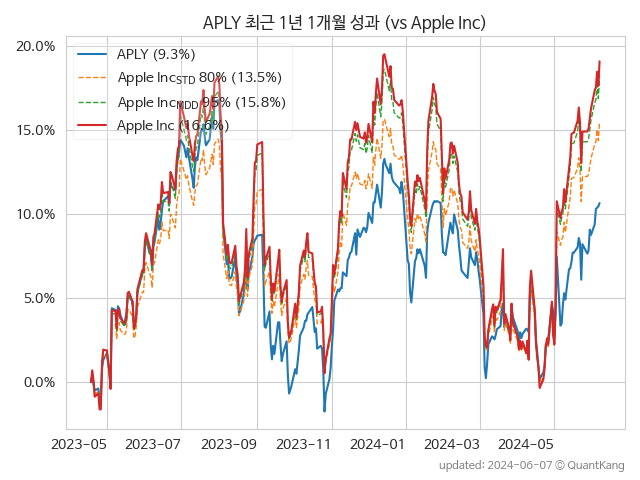 APLY 최근 1년 1개월 성과 (vs Apple Inc)
20.0%
15.0%
10.0%
5.0%
0.0%
APLY (9.3%)
Apple Inc_STD 80% (13.5%)
Apple Inc_MDD 95% (15.8%)
Apple Inc (16.6%)
2023-05 2023-07 2023-09 2023-11 2024-01 2024-03 2024-05
updated: 2024-06-07 @ QuantKang